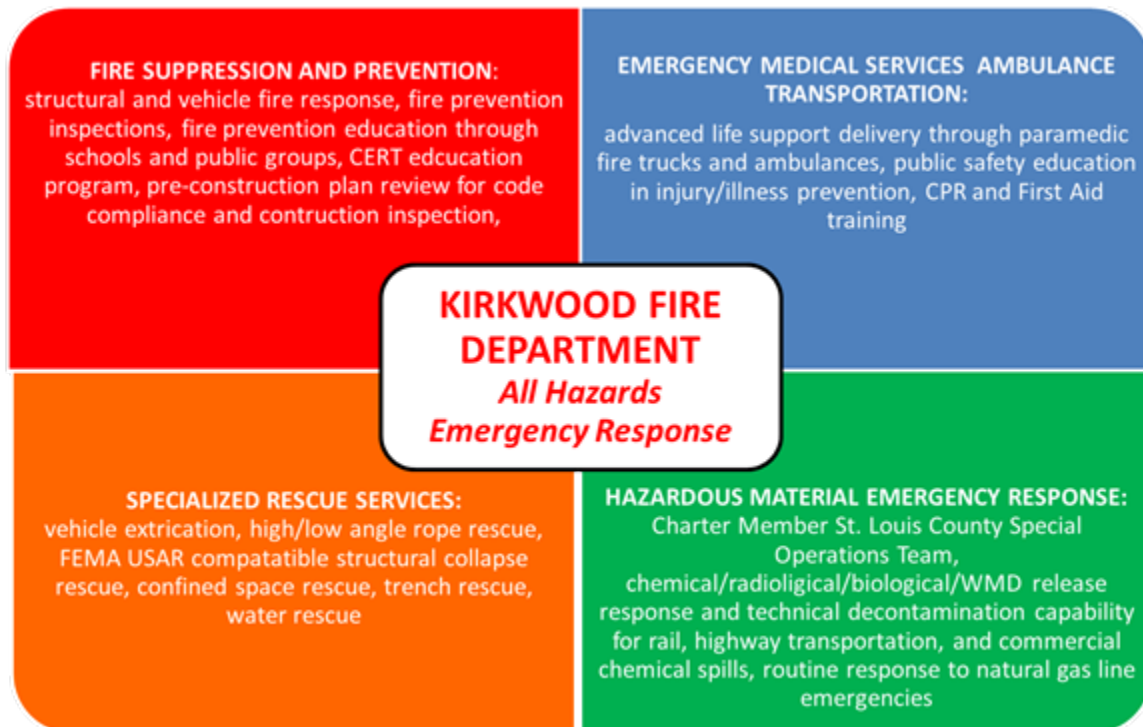 FIRE SUPPRESSION AND PREVENTION:
structural and vehicle fire response, fire prevention
inspections, fire prevention education through
schools and public groups, CERT edcucation
program, pre-construction plan review for code
compliance and contruction inspection,
EMERGENCY MEDICAL SERVICES AMBULANCE
TRANSPORTATION:
advanced life support delivery through paramedic
fire trucks and ambulances, public safety education
in injury/illness prevention, CPR and First Aid
training
KIRKWOOD FIRE
DEPARTMENT
All Hazards
Emergency Response
SPECIALIZED RESCUE SERVICES:
vehicle extrication, high/low angle rope rescue,
FEMA USAR compatatible structural collapse
rescue, confined space rescue, trench rescue,
water rescue
HAZARDOUS MATERIAL EMERGENCY RESPONSE:
Charter Member St. Louis County Special
Operations Team,
chemical/radioligical/biological/WMD release
response and technical decontamination capability
for rail, highway transportation, and commercial
chemical spills, routine response to natural gas line
emergencies